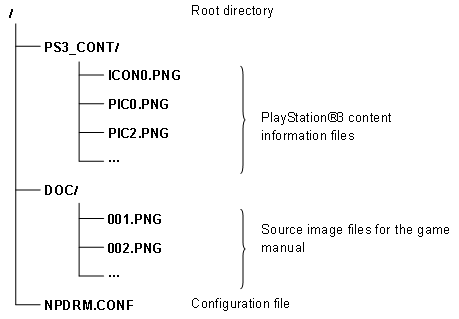 / Root directory
PS3_CONT/
ICON0.PNG
PIC0.PNG
PIC2.PNG
...
PlayStation®3 content
information files
DOC/
001.PNG
002.PNG
...
Source image files for the game
manual
NPDRM.CONF Configuration file